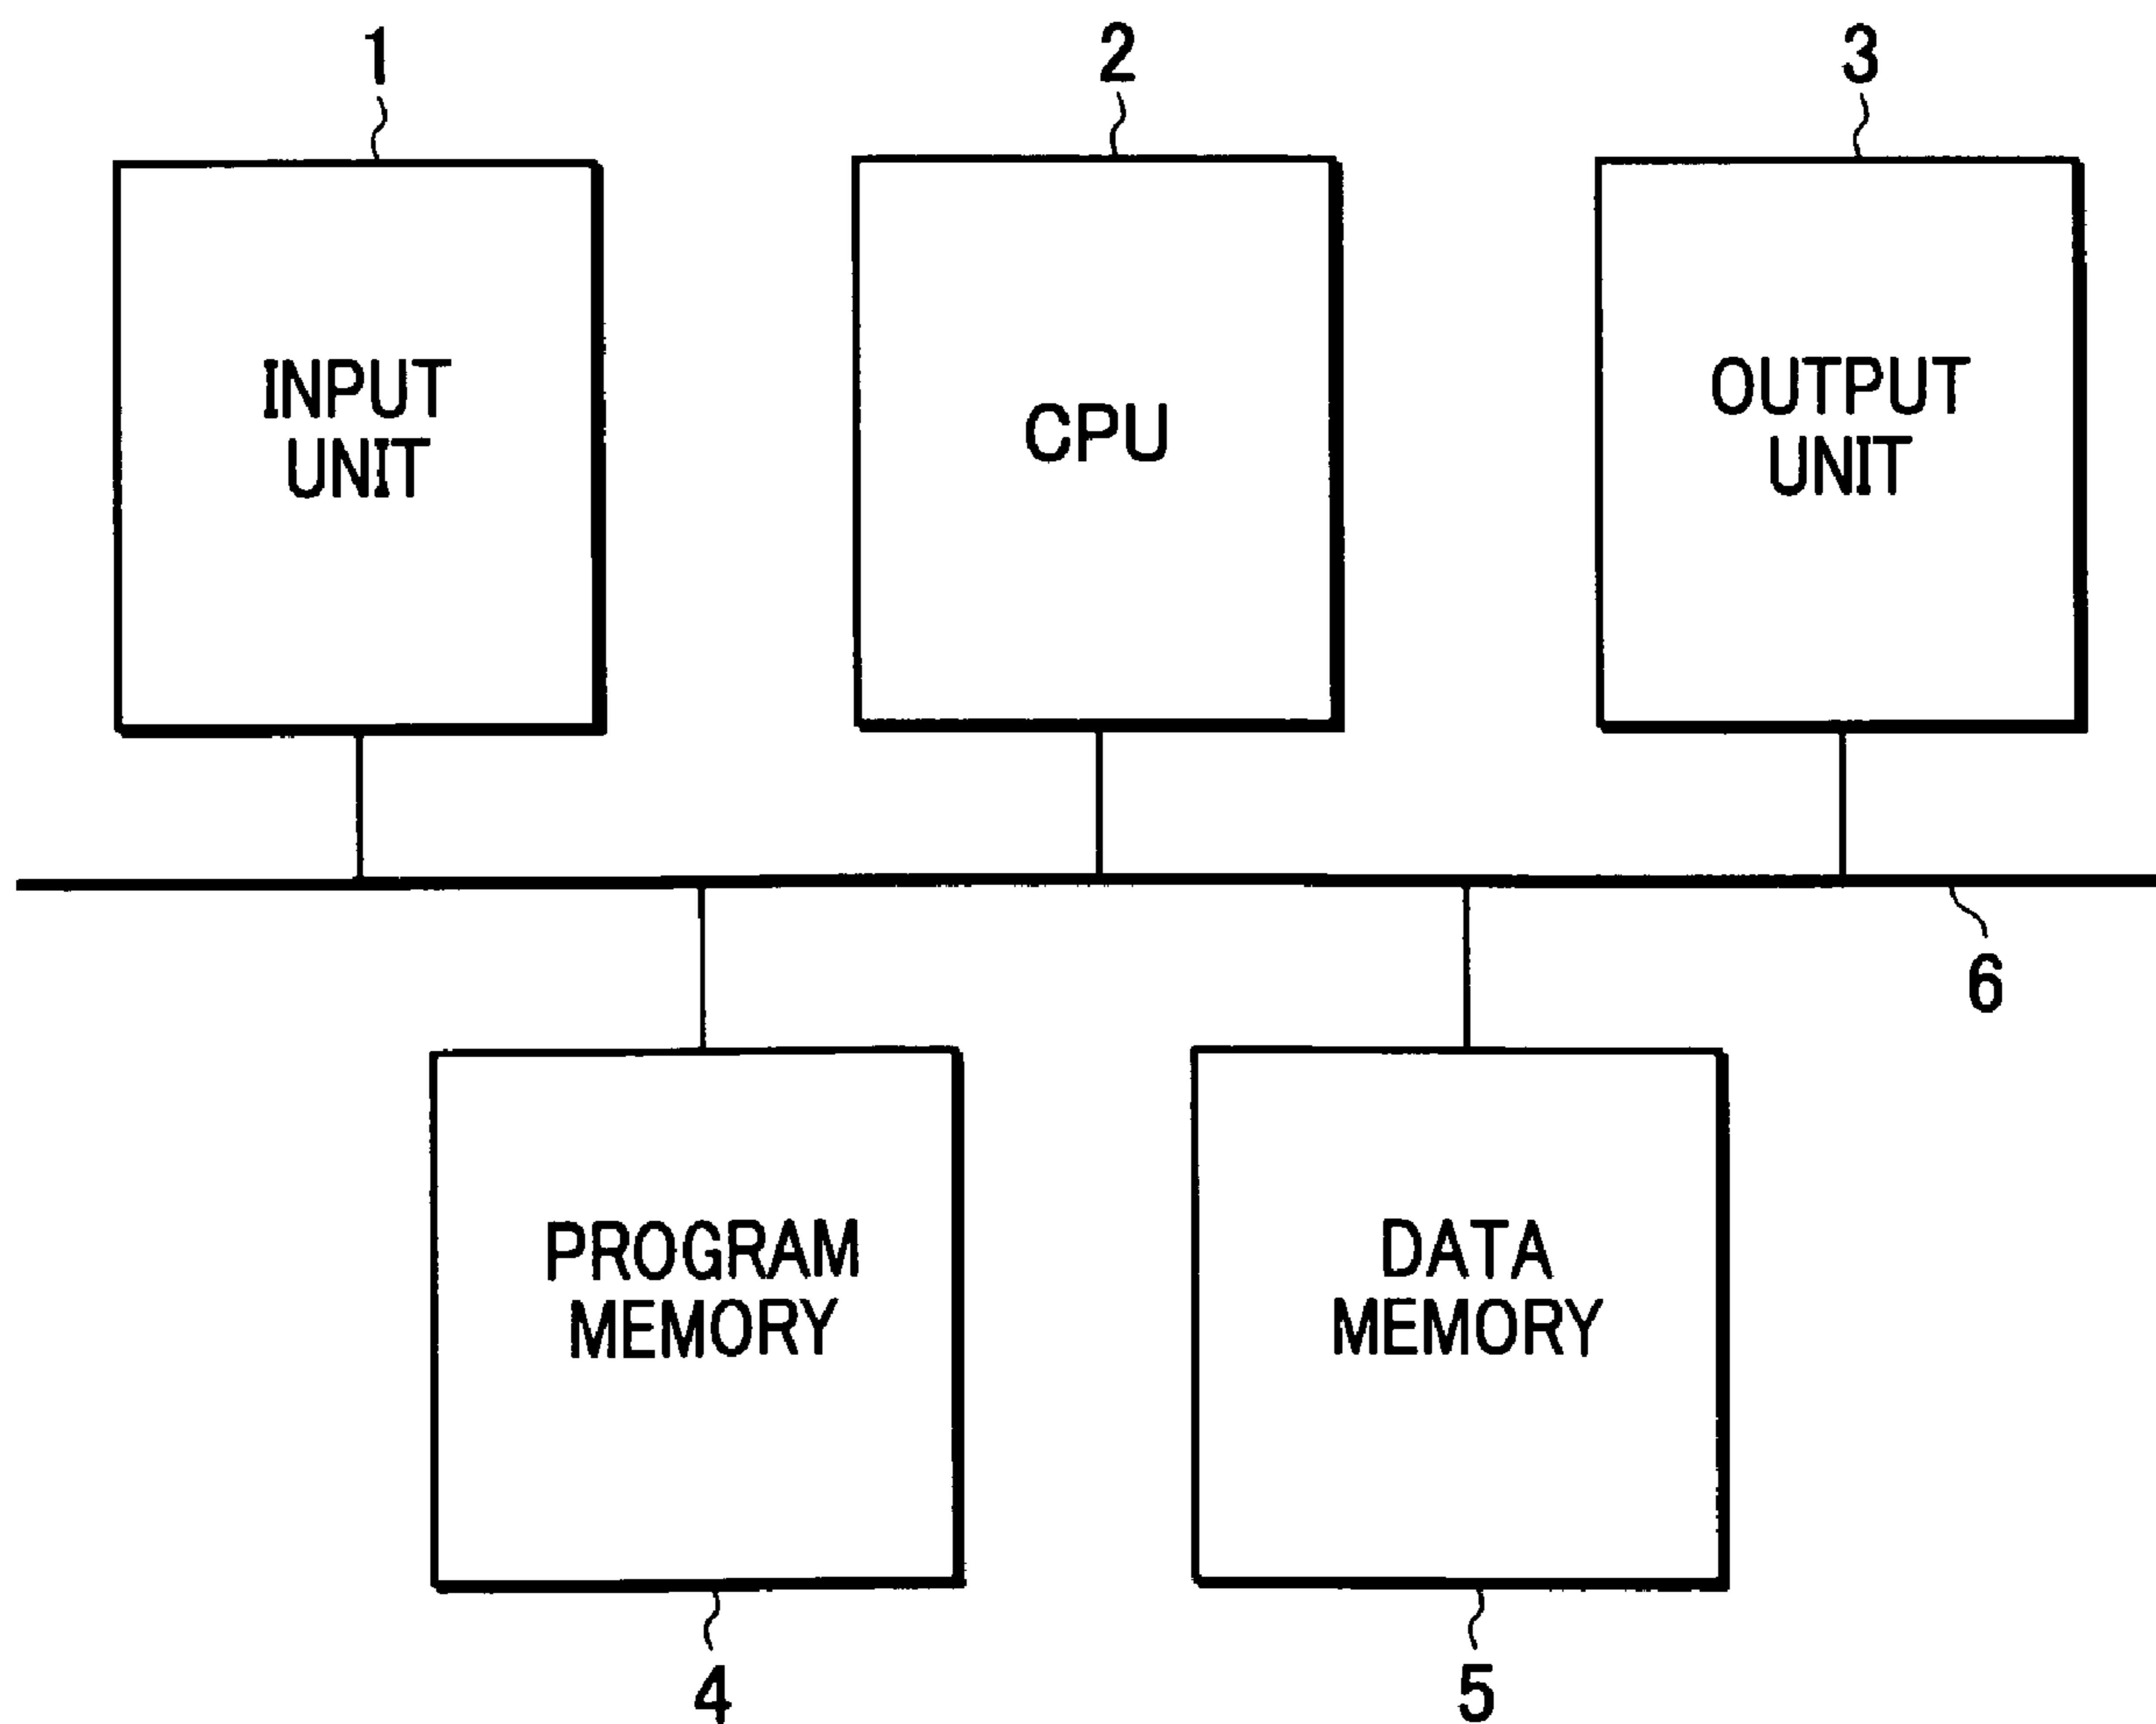 1
2
3
INPUT
UNIT
CPU
OUTPUT
UNIT
6
PROGRAM
MEMORY
DATA
MEMORY
4
5